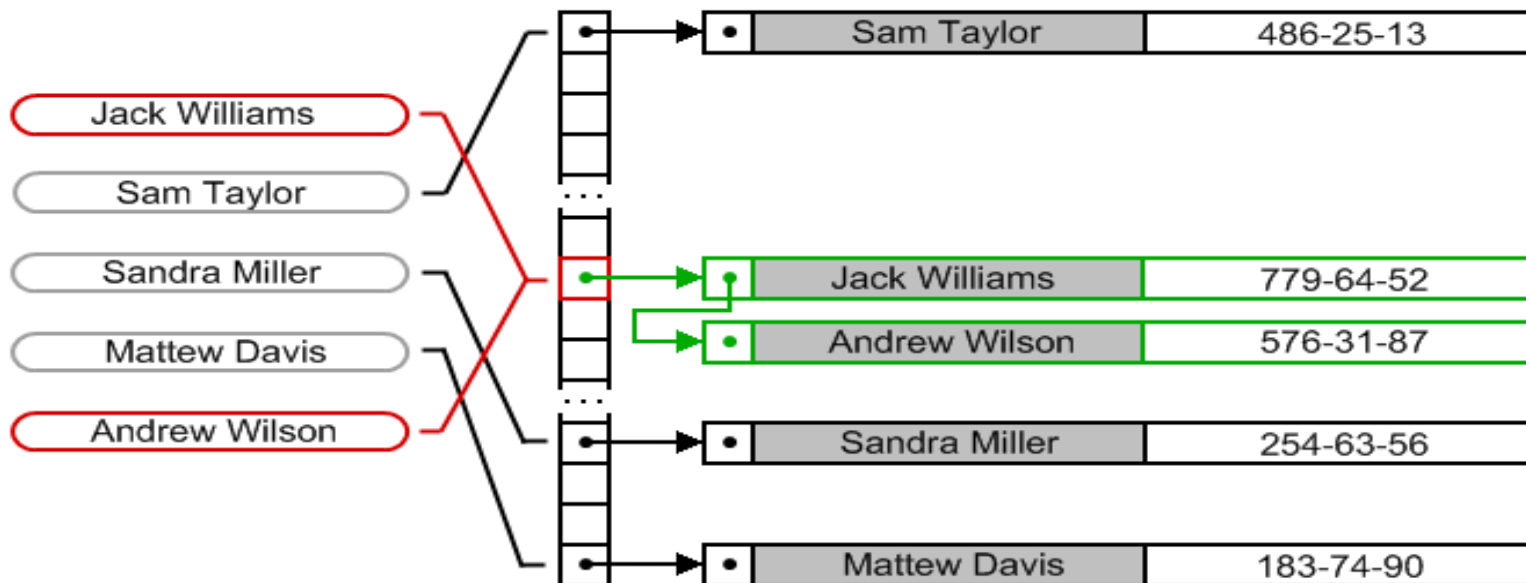 Jack Williams
Sam Taylor
Sandra Miller
Mattew Davis
Andrew Wilson
...
...
Sam Taylor 486-25-13
Jack Williams 779-64-52
Andrew Wilson 576-31-87
Sandra Miller 254-63-56
Mattew Davis 183-74-90